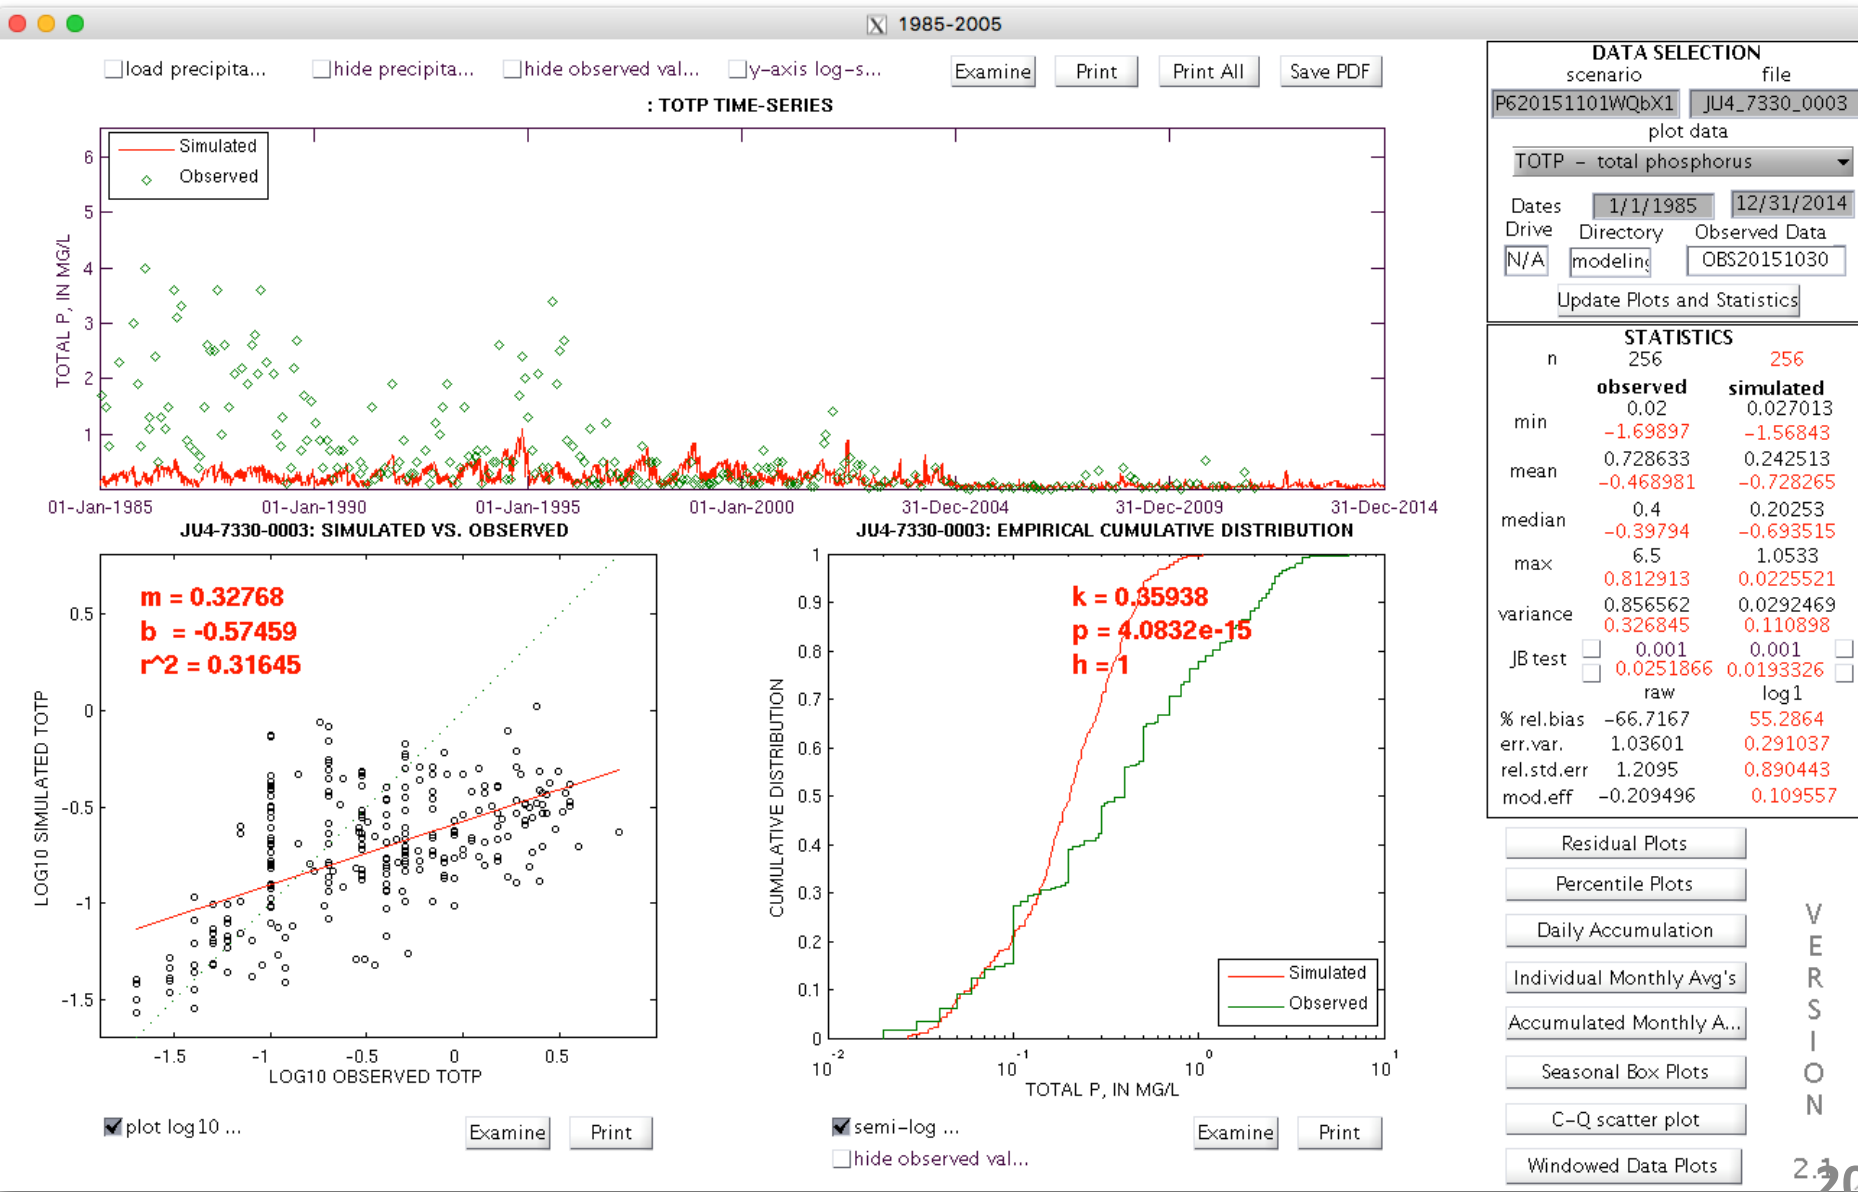 1985-2005
load precipita...
hide precipita...
hide observed val...
y-axis log-s...
Examine
Print
Print All
Save PDF
: TOTP TIME-SERIES
Simulated
Observed
6
5
4
3
2
1
TOTAL P, IN MG/L
01-Jan-1985
01-Jan-1990
01-Jan-1995
01-Jan-2000
31-Dec-2004
31-Dec-2009
31-Dec-2014
JU4-7330-0003: SIMULATED VS. OBSERVED
m = 0.32768
b = -0.57459
r^2 = 0.31645
0.5
0
-0.5
-1
-1.5
LOG10 SIMULATED TOTP
-1.5
-1
-0.5
0
0.5
LOG10 OBSERVED TOTP
plot log10 ...
Examine
Print
JU4-7330-0003: EMPIRICAL CUMULATIVE DISTRIBUTION
k = 0.35938
p = 4.0832e-15
h = 1
1
0.9
0.8
0.7
0.6
0.5
0.4
0.3
0.2
0.1
0
CUMULATIVE DISTRIBUTION
Simulated
Observed
10^-2
10^-1
10^0
10^1
TOTAL P, IN MG/L
semi-log ...
hide observed val...
Examine
Print
DATA SELECTION
scenario file
P620151101WQbX1 JU4_7330_0003
plot data
TOTP - total phosphorus
Dates 1/1/1985 12/31/2014
Drive Directory Observed Data
N/A modeling OBS20151030
Update Plots and Statistics
STATISTICS
n 256 256
observed simulated
min 0.02 0.027013
-1.69897 -1.56843
mean 0.728633 0.242513
-0.468981 -0.728265
median 0.4 0.20253
-0.39794 -0.693515
max 6.5 1.0533
0.812913 0.0225521
variance 0.856562 0.0292469
0.326845 0.110898
JB test 0.001 0.001
0.0251866 0.0193326
raw log1
% rel.bias -66.7167 55.2864
err.var. 1.03601 0.291037
rel.std.err 1.2095 0.890443
mod.eff -0.209496 0.109557
Residual Plots
Percentile Plots
Daily Accumulation
Individual Monthly Avg's
Accumulated Monthly A...
Seasonal Box Plots
C-Q scatter plot
Windowed Data Plots
VERSION
2.1
20